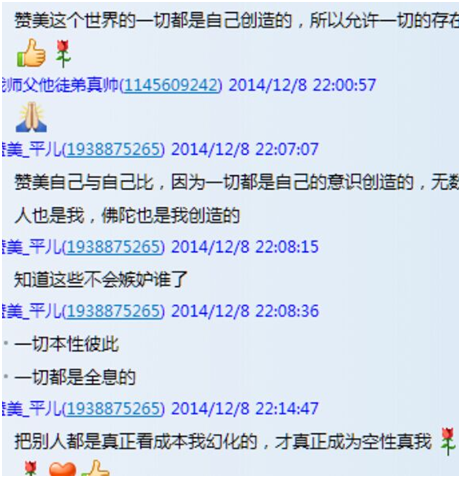 赞美这个世界的一切都是自己创造的，所以允许一切的存在
师父他徒弟真帅(1145609242) 2014/12/8 22:00:57
美_平儿(1938875265) 2014/12/8 22:07:07
赞美自己与自己比，因为一切都是自己的意识创造的，无数
人也是我，佛陀也是我创造的
美_平儿(1938875265) 2014/12/8 22:08:15
知道这些不会嫉妒谁了
美_平儿(1938875265) 2014/12/8 22:08:36
一切本性彼此
一切都是全息的
美_平儿(1938875265) 2014/12/8 22:14:47
把别人都是真正看成本我幻化的，才真正成为空性真我